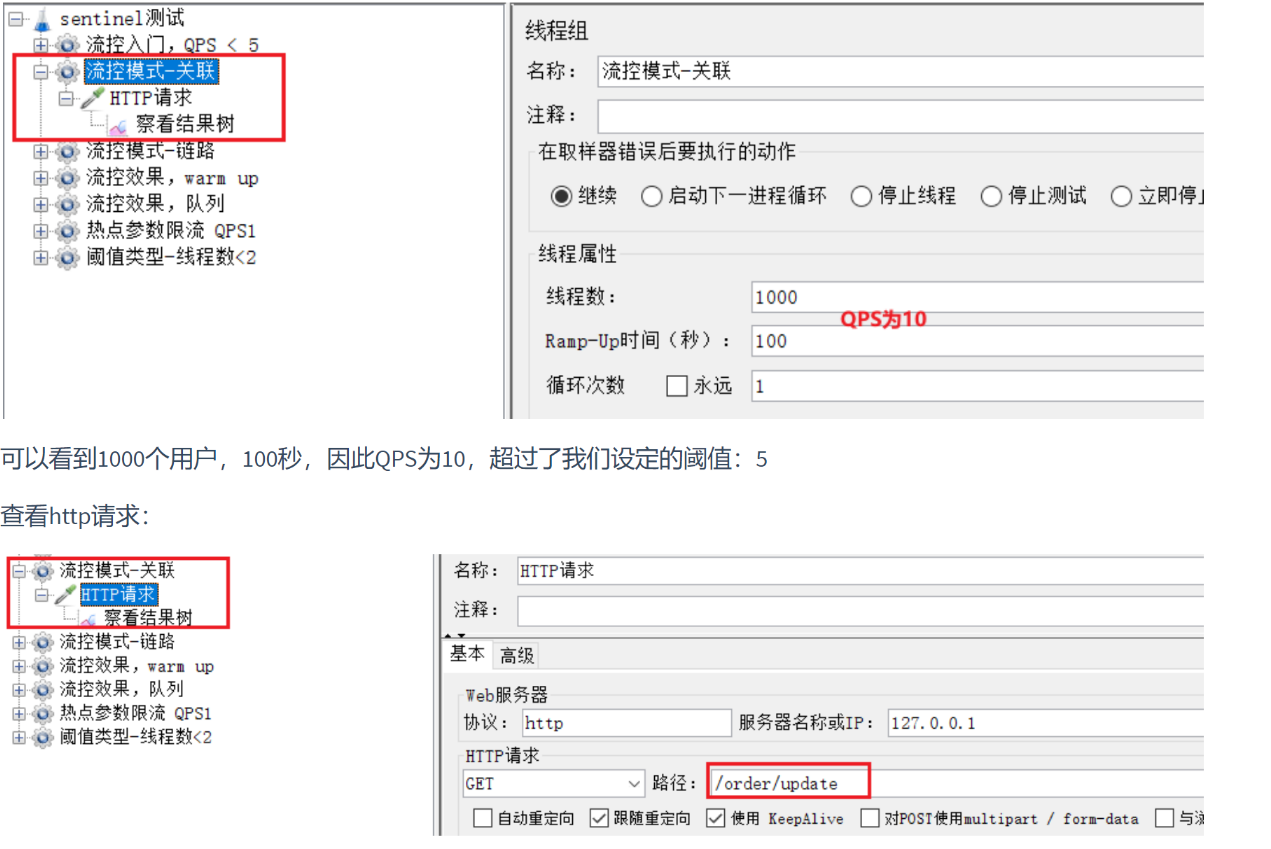 sentinel测试
流控入门，QPS < 5
流控模式-关联
HTTP请求
察看结果树
流控模式-链路
流控效果，warm up
流控效果，队列
热点参数限流 QPS1
阈值类型-线程数<2
线程组
名称： 流控模式-关联
注释：
在取样器错误后要执行的动作
继续 启动下一进程循环 停止线程 停止测试 立即停
线程属性
线程数： 1000
QPS为10
Ramp-Up时间（秒）： 100
循环次数 永远 1
可以看到1000个用户，100秒，因此QPS为10，超过了我们设定的阈值：5
查看http请求：
流控模式-关联
HTTP请求
察看结果树
流控模式-链路
流控效果，warm up
流控效果，队列
热点参数限流 QPS1
阈值类型-线程数<2
名称： HTTP请求
注释：
基本 高级
Web服务器
协议： http 服务器名称或IP： 127.0.0.1
HTTP请求
GET 路径： /order/update
自动重定向 跟随重定向 使用 KeepAlive 对POST使用multipart / form-data 与